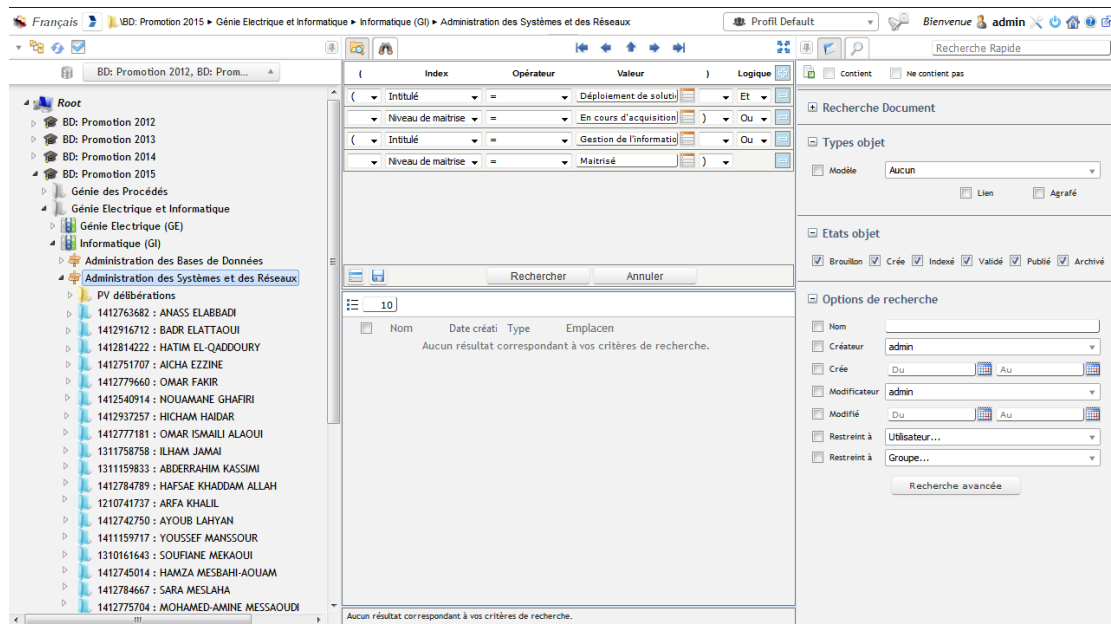 Français BD: Promotion 2015 ▸ Génie Electrique et Informatique ▸ Informatique (GI) ▸ Administration des Systèmes et des Réseaux Profil Default Bienvenue admin
BD: Promotion 2012, BD: Prom...
Root
BD: Promotion 2012
BD: Promotion 2013
BD: Promotion 2014
BD: Promotion 2015
Génie des Procédés
Génie Electrique et Informatique
Génie Electrique (GE)
Informatique (GI)
Administration des Bases de Données
Administration des Systèmes et des Réseaux
PV délibérations
1412763682 : ANASS ELABBADI
1412916712 : BADR ELATTAOUI
1412814222 : HATIM EL-QADDOURY
1412751707 : AICHA EZZINE
1412779660 : OMAR FAKIR
1412540914 : NOUAMANE GHAFIRI
1412937257 : HICHAM HAIDAR
1412777181 : OMAR ISMAILI ALAOUI
1311758758 : ILHAM JAMAI
1311159833 : ABDERRAHIM KASSIMI
1412784789 : HAFSAE KHADDAM ALLAH
1210741737 : ARFA KHALIL
1412742750 : AYOUB LAHYAN
1411159717 : YOUSSEF MANSSOUR
1310161643 : SOUFIANE MEKAOUI
1412745014 : HAMZA MESBAHI-AOUAM
1412784667 : SARA MESLAHA
1412775704 : MOHAMED-AMINE MESSAOUDI
( Index Opérateur Valeur ) Logique
( Intitulé = Déploiement de soluti Et
Niveau de maitrise = En cours d'acquisition ) Ou
( Intitulé = Gestion de l'informatio Ou
Niveau de maitrise = Maitrisé )
Rechercher Annuler
10
Nom Date créati Type Emplacen
Aucun résultat correspondant à vos critères de recherche.
Aucun résultat correspondant à vos critères de recherche.
Recherche Rapide
Contient Ne contient pas
Recherche Document
Types objet
Modèle Aucun
Lien Agrafé
Etats objet
Brouillon Crée Indexé Validé Publié Archivé
Options de recherche
Nom
Créateur admin
Crée Du Au
Modificateur admin
Modifié Du Au
Restreint à Utilisateur...
Restreint à Groupe...
Recherche avancée